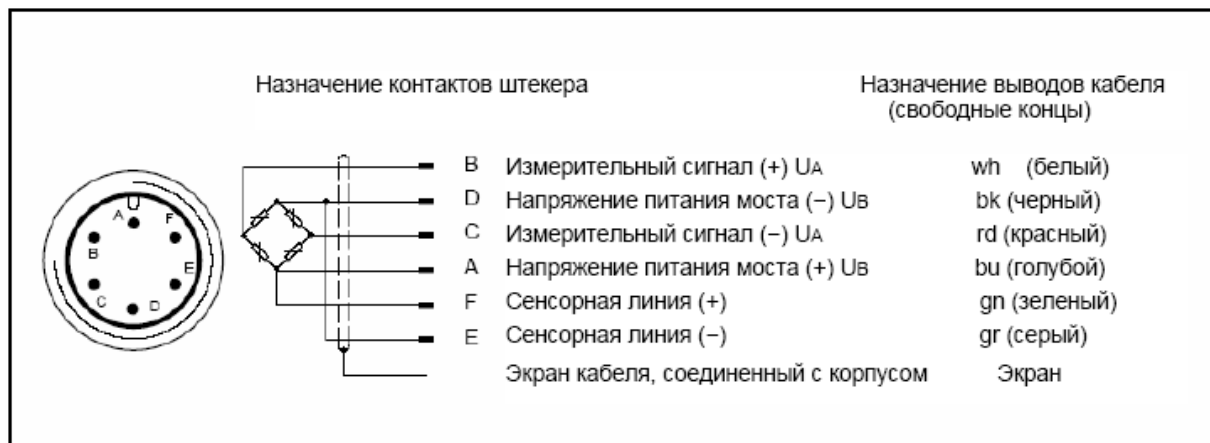 Назначение контактов штекера
Назначение выводов кабеля
(свободные концы)
B Измерительный сигнал (+) UA wh (белый)
D Напряжение питания моста (−) UB bk (черный)
C Измерительный сигнал (−) UA rd (красный)
A Напряжение питания моста (+) UB bu (голубой)
F Сенсорная линия (+) gn (зеленый)
E Сенсорная линия (−) gr (серый)
Экран кабеля, соединенный с корпусом Экран
A F
B E
C D